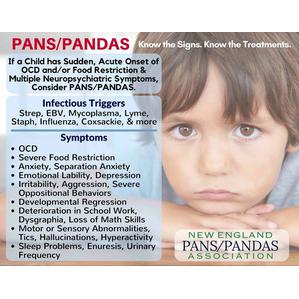 PANS/PANDAS Know the Signs. Know the Treatments.
If a Child has Sudden, Acute Onset of
OCD and/or Food Restriction &
Multiple Neuropsychiatric Symptoms,
Consider PANS/PANDAS.
Infectious Triggers
Strep, EBV, Mycoplasma, Lyme,
Staph, Influenza, Coxsackie, & more
Symptoms
• OCD
• Severe Food Restriction
• Anxiety, Separation Anxiety
• Emotional Lability, Depression
• Irritability, Aggression, Severe
Oppositional Behaviors
• Developmental Regression
• Deterioration in School Work,
Dysgraphia, Loss of Math Skills
• Motor or Sensory Abnormalities,
Tics, Hallucinations, Hyperactivity
• Sleep Problems, Enuresis, Urinary
Frequency
NEW ENGLAND
PANS/PANDAS
ASSOCIATION